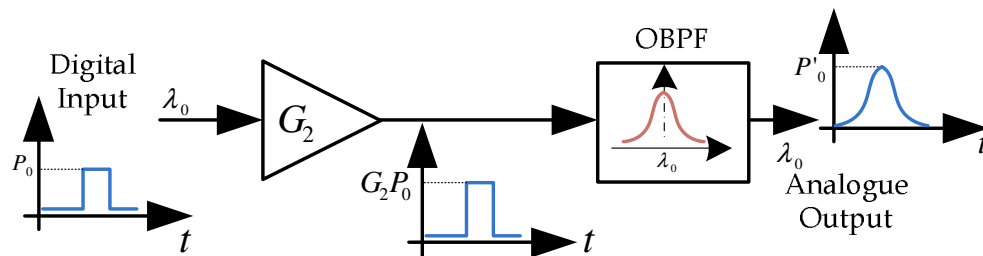 Digital
Input
P₀
t
λ₀
G₂
G₂P₀
t
OBPF
λ₀
λ₀
P'₀
t
Analogue
Output